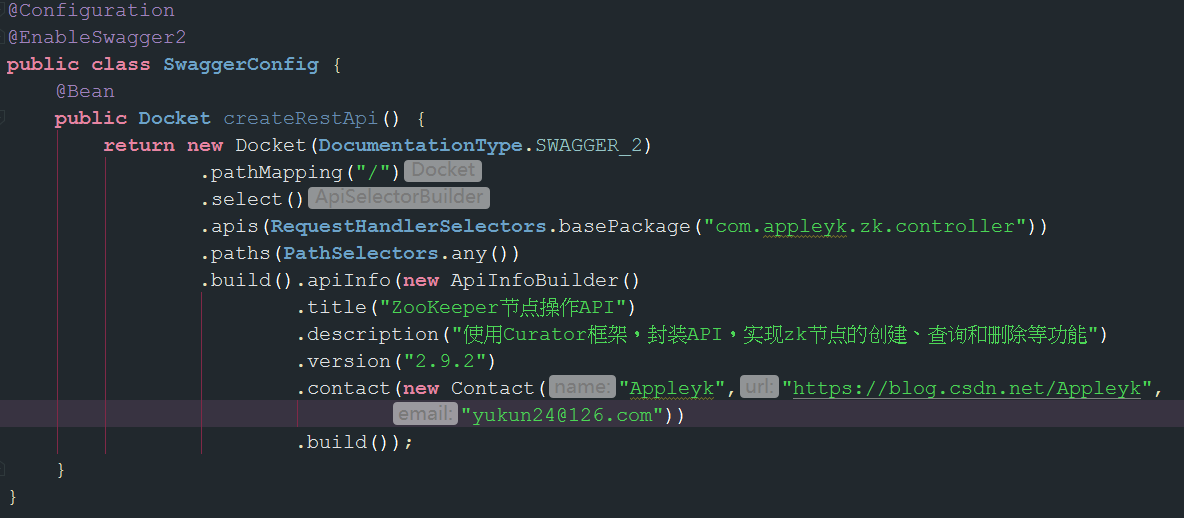 @Configuration
@EnableSwagger2
public class SwaggerConfig {
@Bean
public Docket createRestApi() {
return new Docket(DocumentationType.SWAGGER_2)
.pathMapping("/") Docket
.select() ApiSelectorBuilder
.apis(RequestHandlerSelectors.basePackage("com.appleyk.zk.controller"))
.paths(PathSelectors.any())
.build().apiInfo(new ApiInfoBuilder()
.title("ZooKeeper节点操作API")
.description("使用Curator框架，封装API，实现zk节点的创建、查询和删除等功能")
.version("2.9.2")
.contact(new Contact( name: "Appleyk", url: "https://blog.csdn.net/Appleyk",
email: "yukun24@126.com"))
.build());
}
}